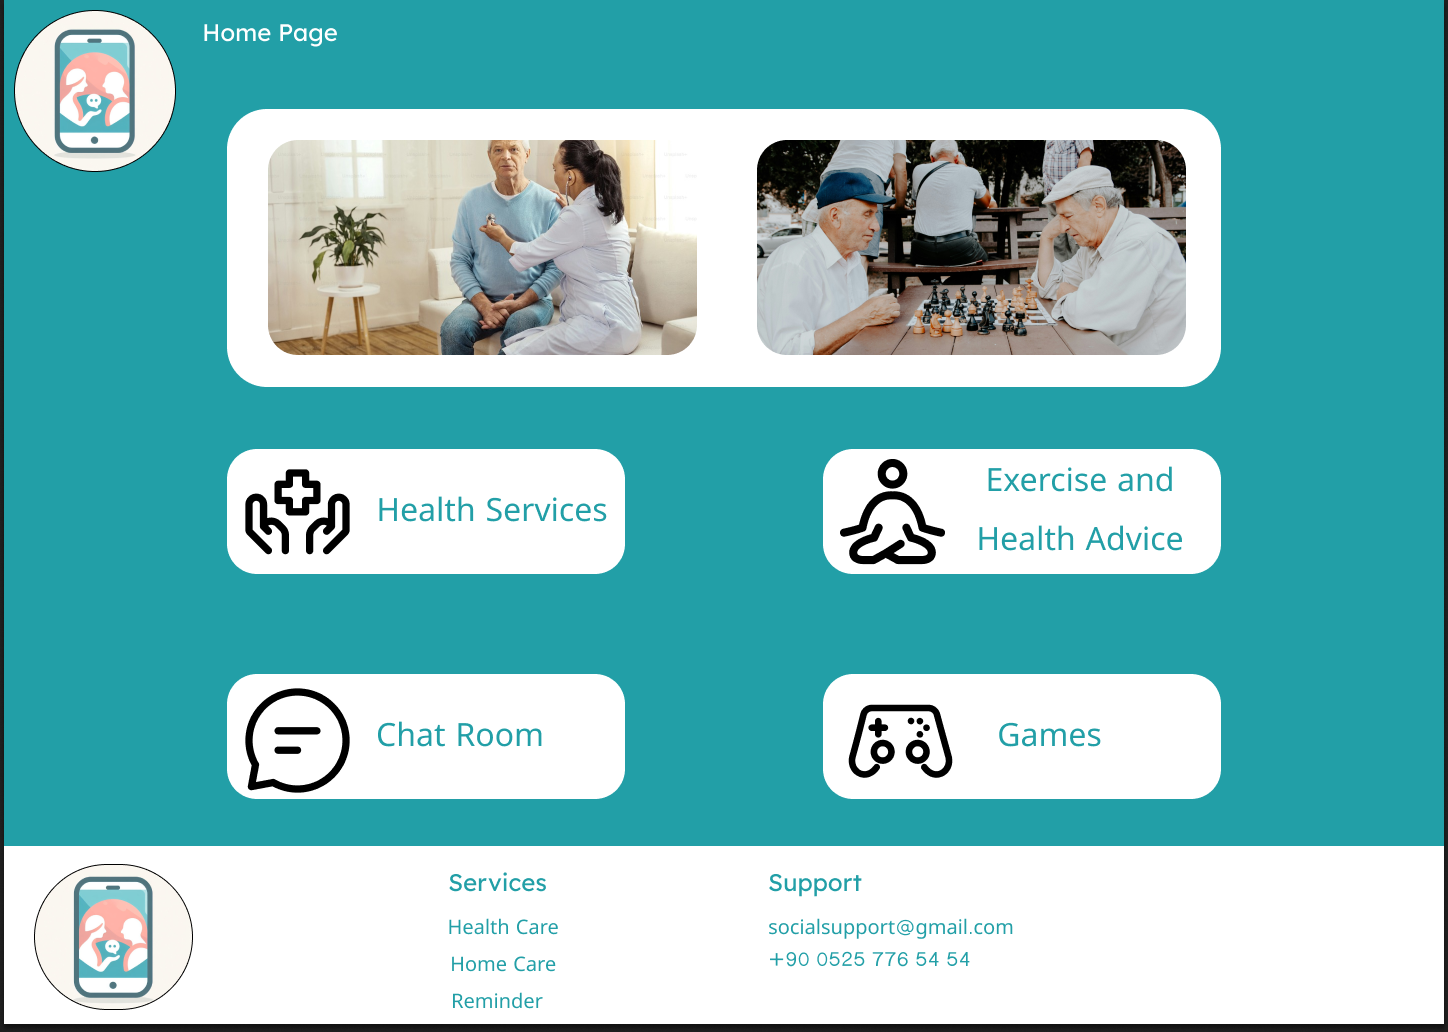 Home Page
Health Services
Exercise and
Health Advice
Chat Room
Games
Services
Health Care
Home Care
Reminder
Support
socialsupport@gmail.com
+90 0525 776 54 54